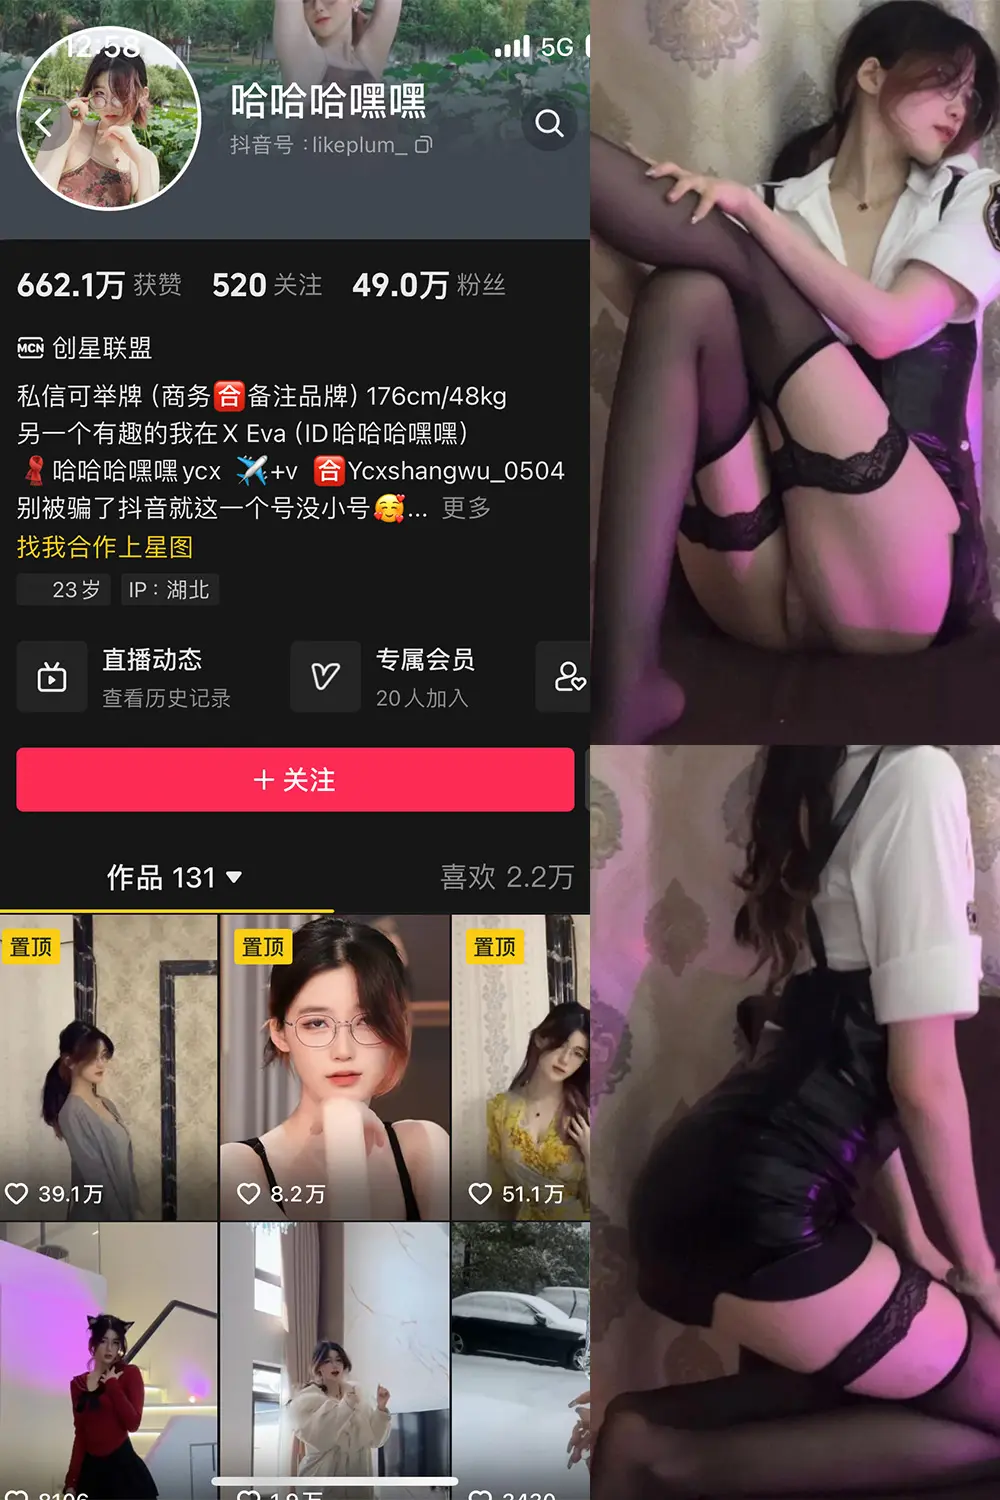 12:58
5G
哈哈哈嘿嘿
抖音号：likeplum_
662.1万 获赞 520 关注 49.0万 粉丝
MCN 创星联盟
私信可举牌（商务🈴备注品牌）176cm/48kg
另一个有趣的我在 X Eva（ID哈哈哈嘿嘿）
🧣哈哈哈嘿嘿ycx ✈️+v 🈴Ycxshangwu_0504
别被骗了抖音就这一个号没小号🥰... 更多
找我合作上星图
23岁 IP：湖北
直播动态 专属会员
查看历史记录 20人加入
＋ 关注
作品 131 ▼ 喜欢 2.2万
置顶 置顶 置顶
39.1万 8.2万 51.1万
8106 1.9万 3430